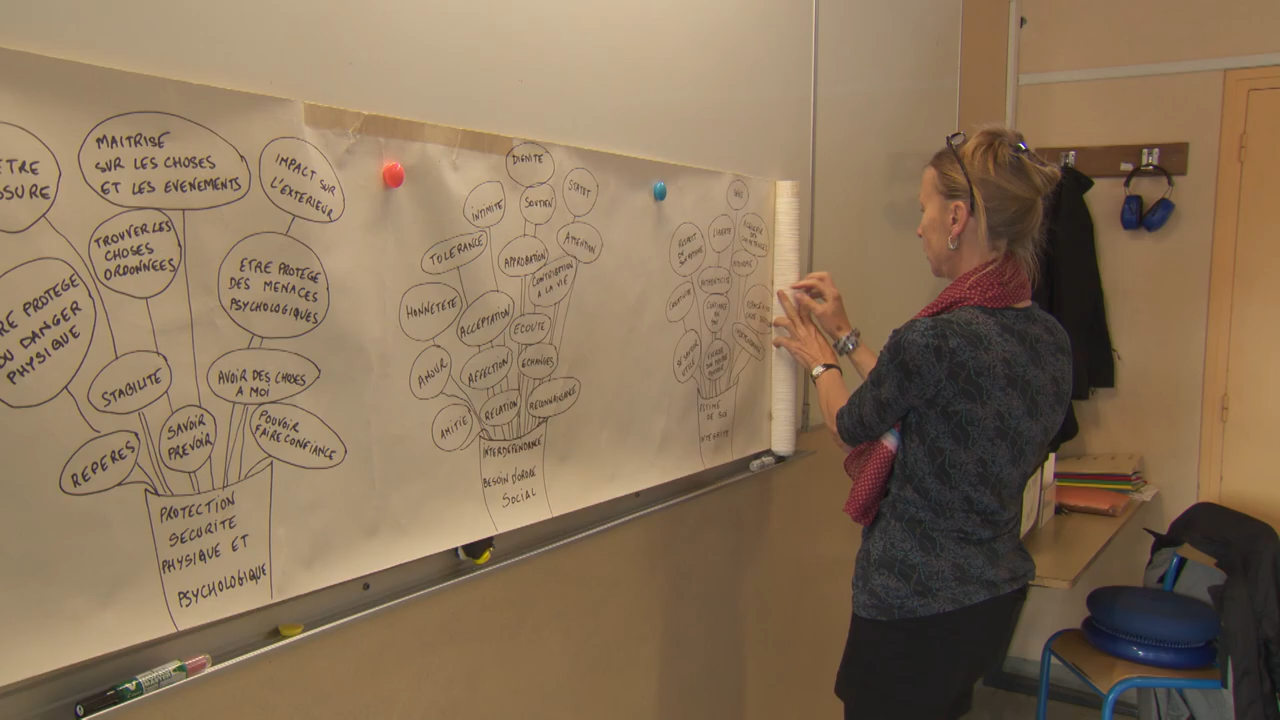 ETRE
MAITRISE
SUR LES CHOSES
ET LES EVENEMENTS
IMPACT SUR
L'EXTERIEUR
TROUVER LES
CHOSES
ORDONNEES
PROTEGE
DU DANGER
PHYSIQUE
ETRE PROTEGE
DES MENACES
PSYCHOLOGIQUES
STABILITE
AVOIR DES CHOSES
A MOI
REPERES
SAVOIR
PREVOIR
POUVOIR
FAIRE CONFIANCE
PROTECTION
SECURITE
PHYSIQUE ET
PSYCHOLOGIQUE
DIGNITE
INTIMITE
SOUTIEN
STATUT
TOLERANCE
APPROBATION
ATTENTION
CONTRIBUTION
A LA VIE
HONNETETE
ACCEPTATION
ECOUTE
AMOUR
AFFECTION
ECHANGES
AMITIE
RELATION
RECONNAISSANCE
INTERDEPENDANCE
BESOIN D'ORDRE
SOCIAL
LIBERTE
AUTHENTICITE
ESTIME
DE SOI
INTEGRITE